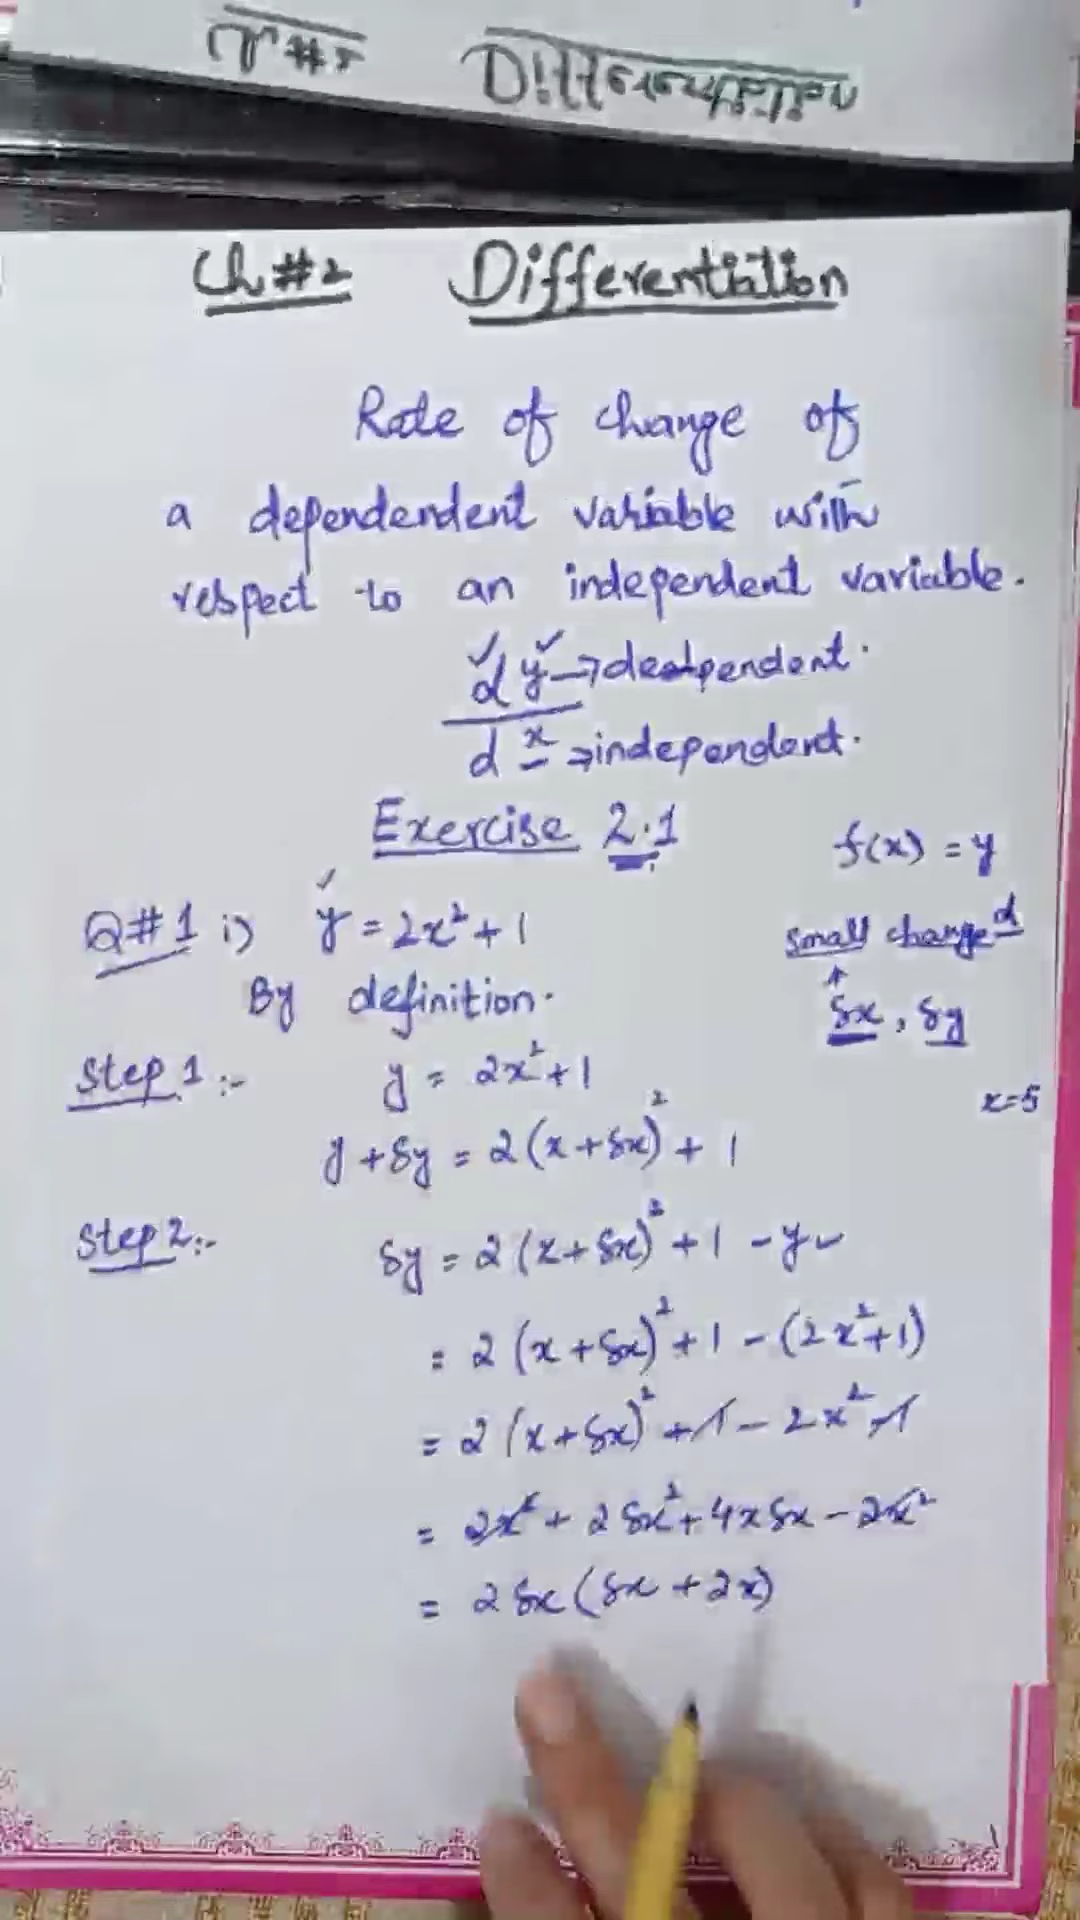 Ch#2 Differentiation
Rate of change of
a dependendent variable with
respect to an independent variable.
dy → dependent.
dx ⇒ independent.
Exercise 2.1
f(x) = y
Q#1 i) y = 2x² + 1
small change d
By definition.
δx, δy
Step 1:- y = 2x² + 1
x=5
y + δy = 2(x + δx)² + 1
Step 2:- δy = 2(x + δx)² + 1 - y
= 2(x + δx)² + 1 - (2x² + 1)
= 2(x + δx)² + 1 - 2x² - 1
= 2x² + 2δx² + 4xδx - 2x²
= 2δx(δx + 2x)